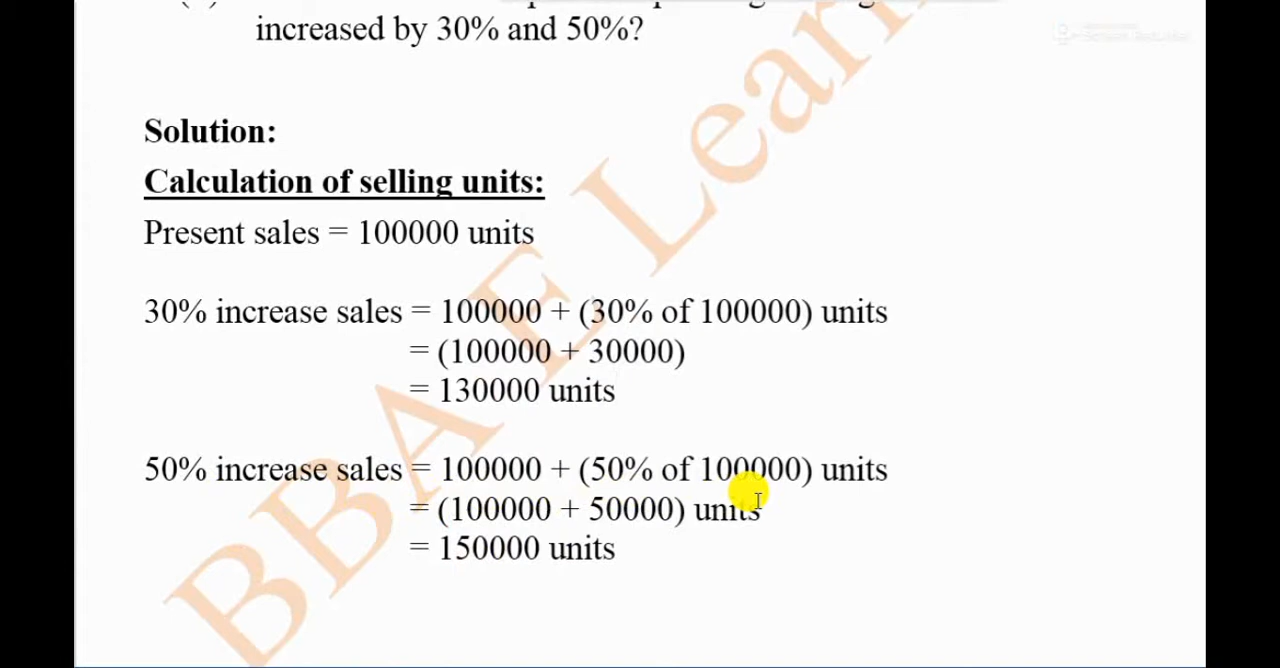 increased by 30% and 50%?
Solution:
Calculation of selling units:
Present sales = 100000 units
30% increase sales = 100000 + (30% of 100000) units
= (100000 + 30000)
= 130000 units
50% increase sales = 100000 + (50% of 100000) units
= (100000 + 50000) units
= 150000 units
BBA E Learn